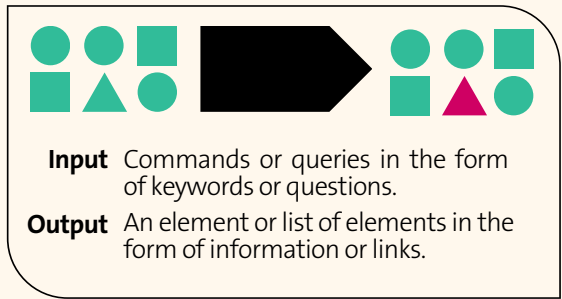 Input Commands or queries in the form
of keywords or questions.
Output An element or list of elements in the
form of information or links.